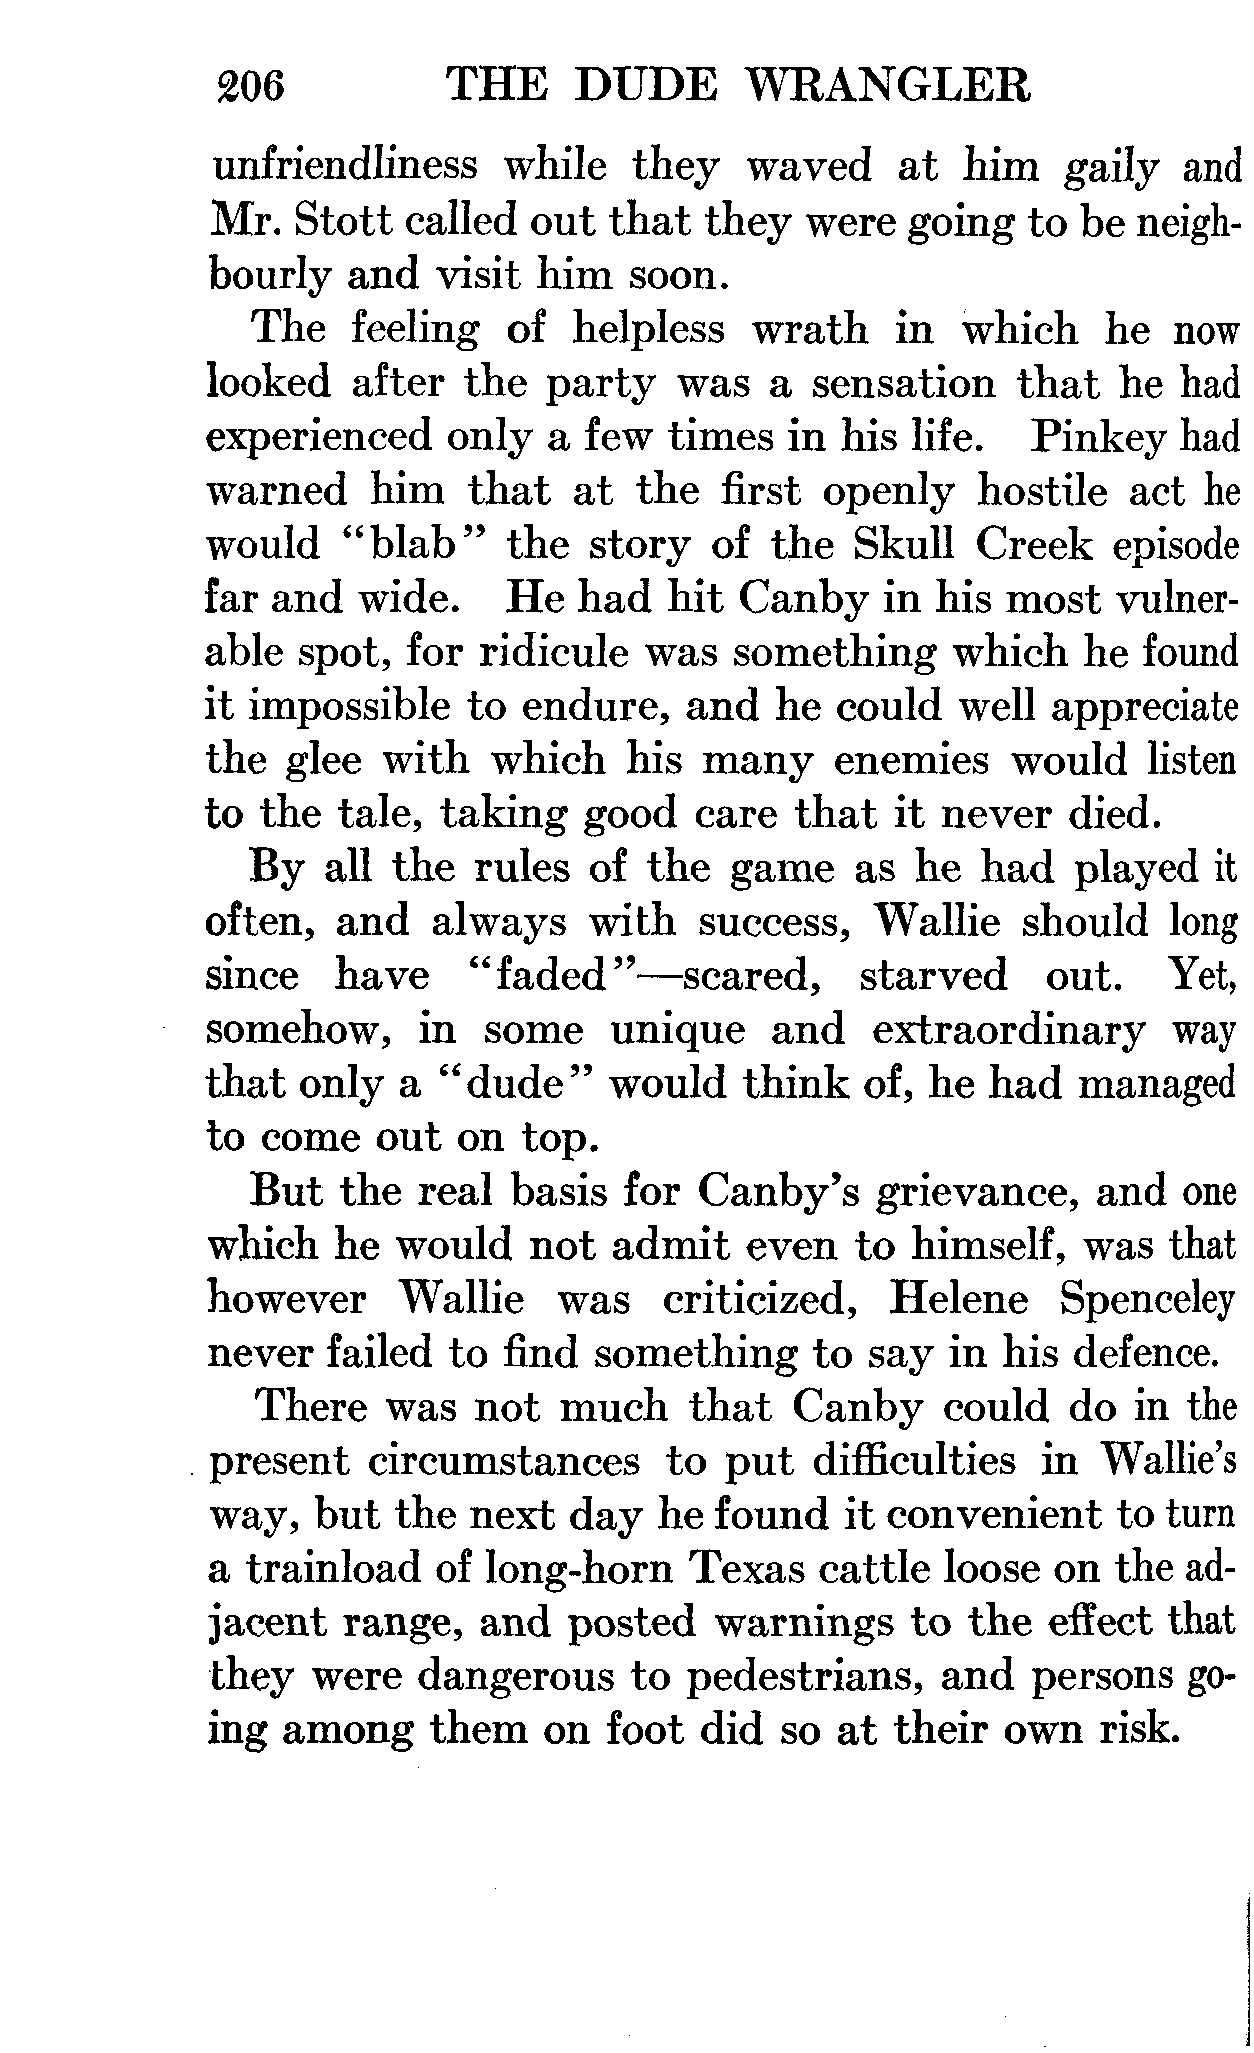 206 THE DUDE WRANGLER
unfriendliness while they waved at him gaily and
Mr. Stott called out that they were going to be neigh-
bourly and visit him soon.
The feeling of helpless wrath in which he now
looked after the party was a sensation that he had
experienced only a few times in his life. Pinkey had
warned him that at the first openly hostile act he
would "blab" the story of the Skull Creek episode
far and wide. He had hit Canby in his most vulner-
able spot, for ridicule was something which he found
it impossible to endure, and he could well appreciate
the glee with which his many enemies would listen
to the tale, taking good care that it never died.
By all the rules of the game as he had played it
often, and always with success, Wallie should long
since have "faded"—scared, starved out. Yet,
somehow, in some unique and extraordinary way
that only a "dude" would think of, he had managed
to come out on top.
But the real basis for Canby's grievance, and one
which he would not admit even to himself, was that
however Wallie was criticized, Helene Spenceley
never failed to find something to say in his defence.
There was not much that Canby could do in the
present circumstances to put difficulties in Wallie's
way, but the next day he found it convenient to turn
a trainload of long-horn Texas cattle loose on the ad-
jacent range, and posted warnings to the effect that
they were dangerous to pedestrians, and persons go-
ing among them on foot did so at their own risk.